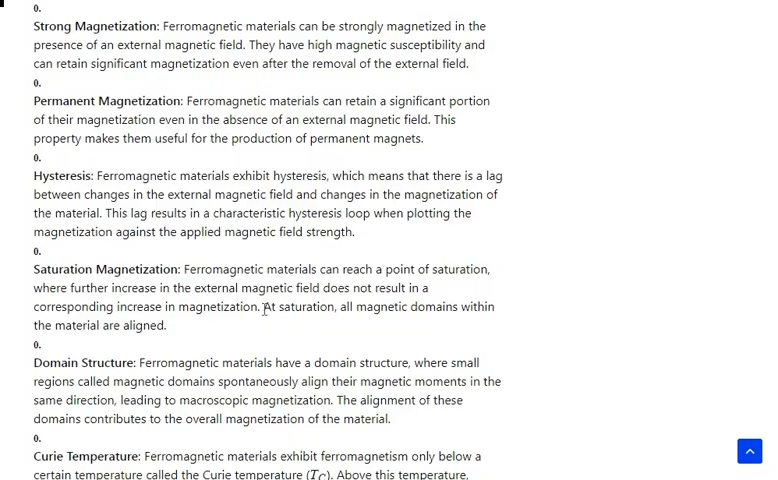 0.
Strong Magnetization: Ferromagnetic materials can be strongly magnetized in the
presence of an external magnetic field. They have high magnetic susceptibility and
can retain significant magnetization even after the removal of the external field.
0.
Permanent Magnetization: Ferromagnetic materials can retain a significant portion
of their magnetization even in the absence of an external magnetic field. This
property makes them useful for the production of permanent magnets.
0.
Hysteresis: Ferromagnetic materials exhibit hysteresis, which means that there is a lag
between changes in the external magnetic field and changes in the magnetization of
the material. This lag results in a characteristic hysteresis loop when plotting the
magnetization against the applied magnetic field strength.
0.
Saturation Magnetization: Ferromagnetic materials can reach a point of saturation,
where further increase in the external magnetic field does not result in a
corresponding increase in magnetization. At saturation, all magnetic domains within
the material are aligned.
0.
Domain Structure: Ferromagnetic materials have a domain structure, where small
regions called magnetic domains spontaneously align their magnetic moments in the
same direction, leading to macroscopic magnetization. The alignment of these
domains contributes to the overall magnetization of the material.
0.
Curie Temperature: Ferromagnetic materials exhibit ferromagnetism only below a
certain temperature called the Curie temperature (T_C). Above this temperature,